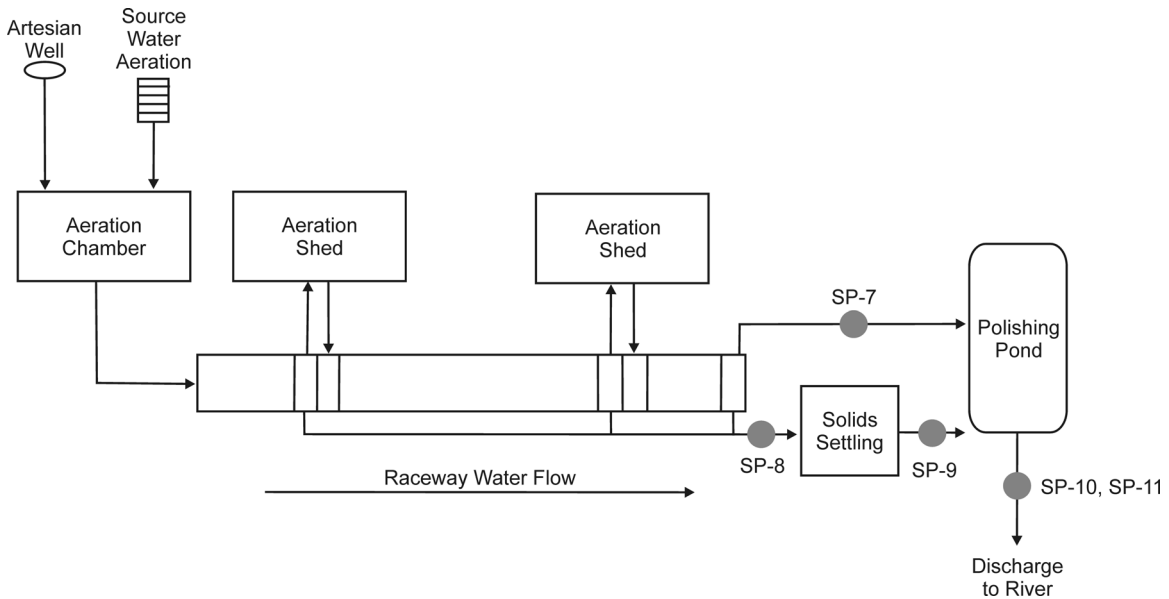 Artesian
Well
Source
Water
Aeration
Aeration
Chamber
Aeration
Shed
Aeration
Shed
SP-7
Polishing
Pond
Solids
Settling
SP-8
SP-9
Raceway Water Flow
SP-10, SP-11
Discharge
to River